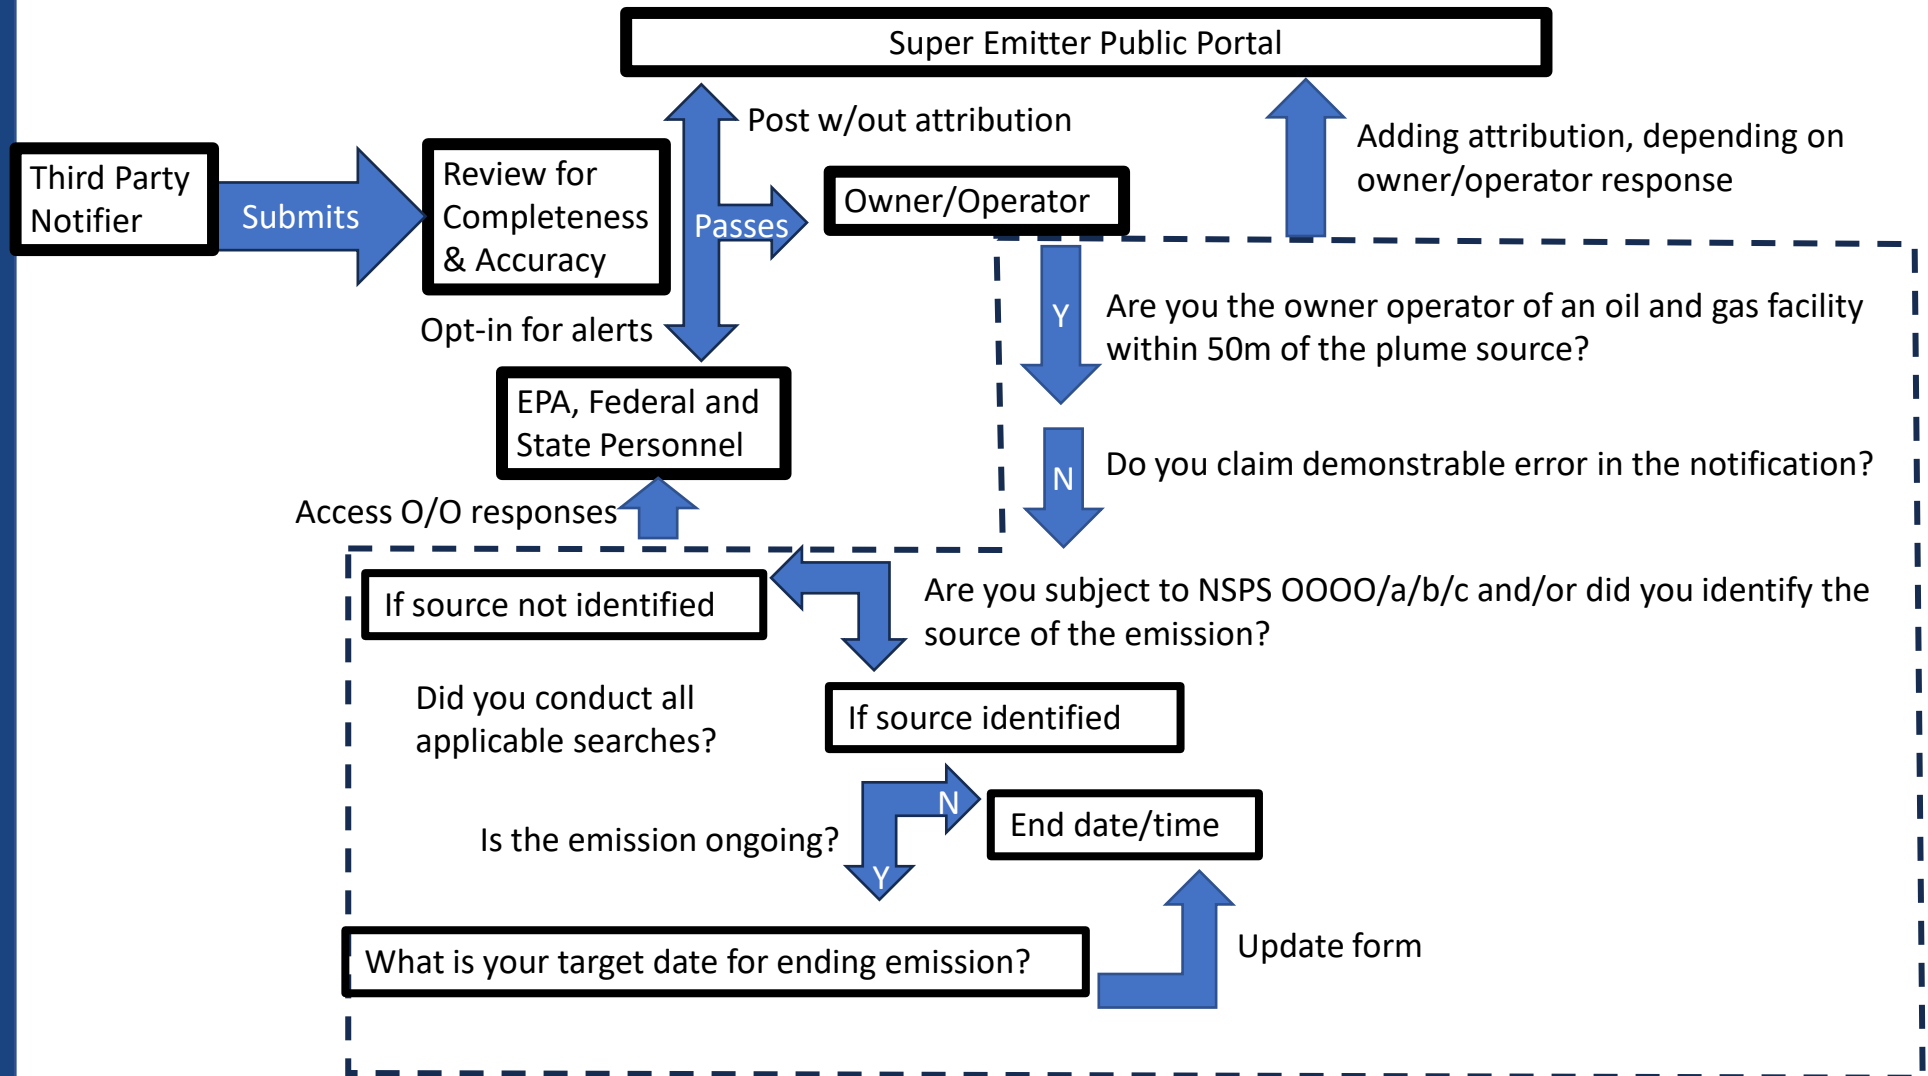 Super Emitter Public Portal
Post w/out attribution
Adding attribution, depending on
owner/operator response
Third Party
Notifier
Submits
Review for
Completeness
& Accuracy
Passes
Owner/Operator
Opt-in for alerts
Y
Are you the owner operator of an oil and gas facility
within 50m of the plume source?
EPA, Federal and
State Personnel
N
Do you claim demonstrable error in the notification?
Access O/O responses
If source not identified
Are you subject to NSPS OOOO/a/b/c and/or did you identify the
source of the emission?
Did you conduct all
applicable searches?
If source identified
Is the emission ongoing?
N
Y
End date/time
What is your target date for ending emission?
Update form